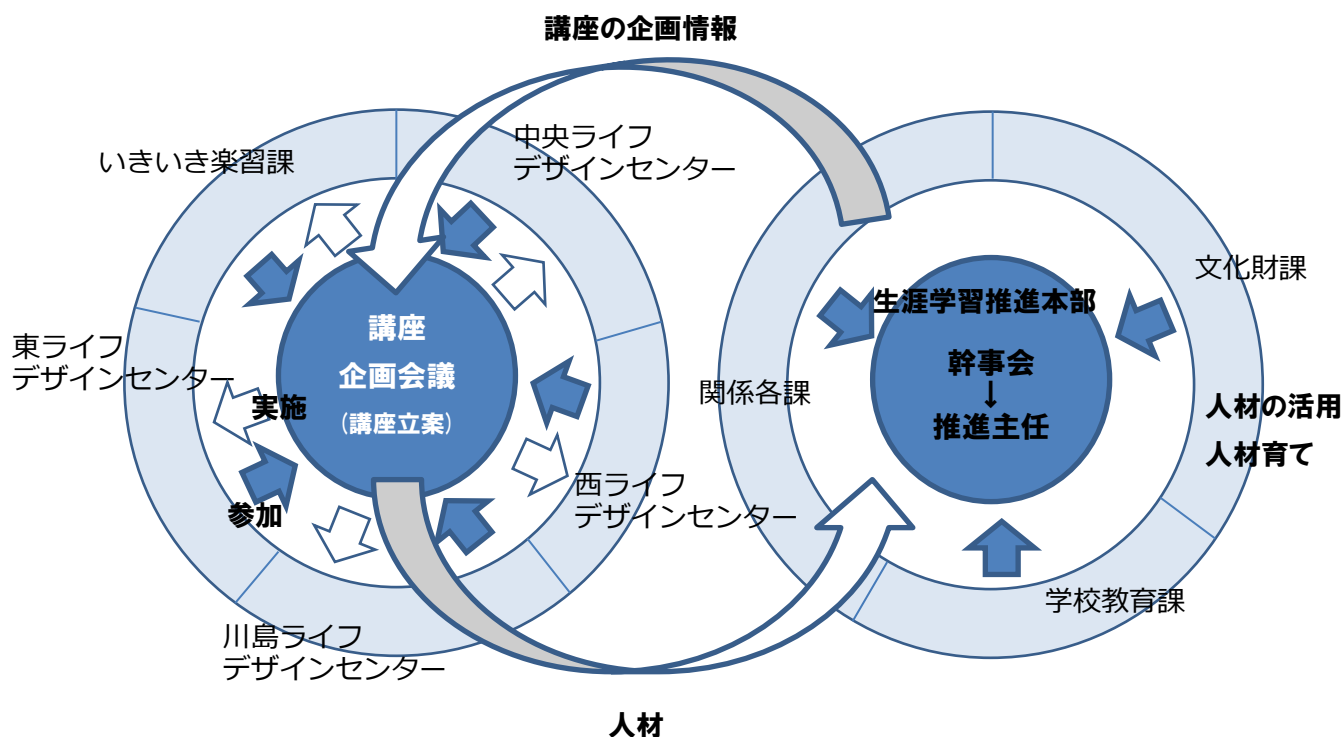 講座の企画情報
いきいき楽習課
中央ライフ
デザインセンター
東ライフ
デザインセンター
講座
企画会議
(講座立案)
実施
参加
西ライフ
デザインセンター
川島ライフ
デザインセンター
文化財課
生涯学習推進本部
幹事会
↓
推進主任
関係各課
人材の活用
人材育て
学校教育課
人材